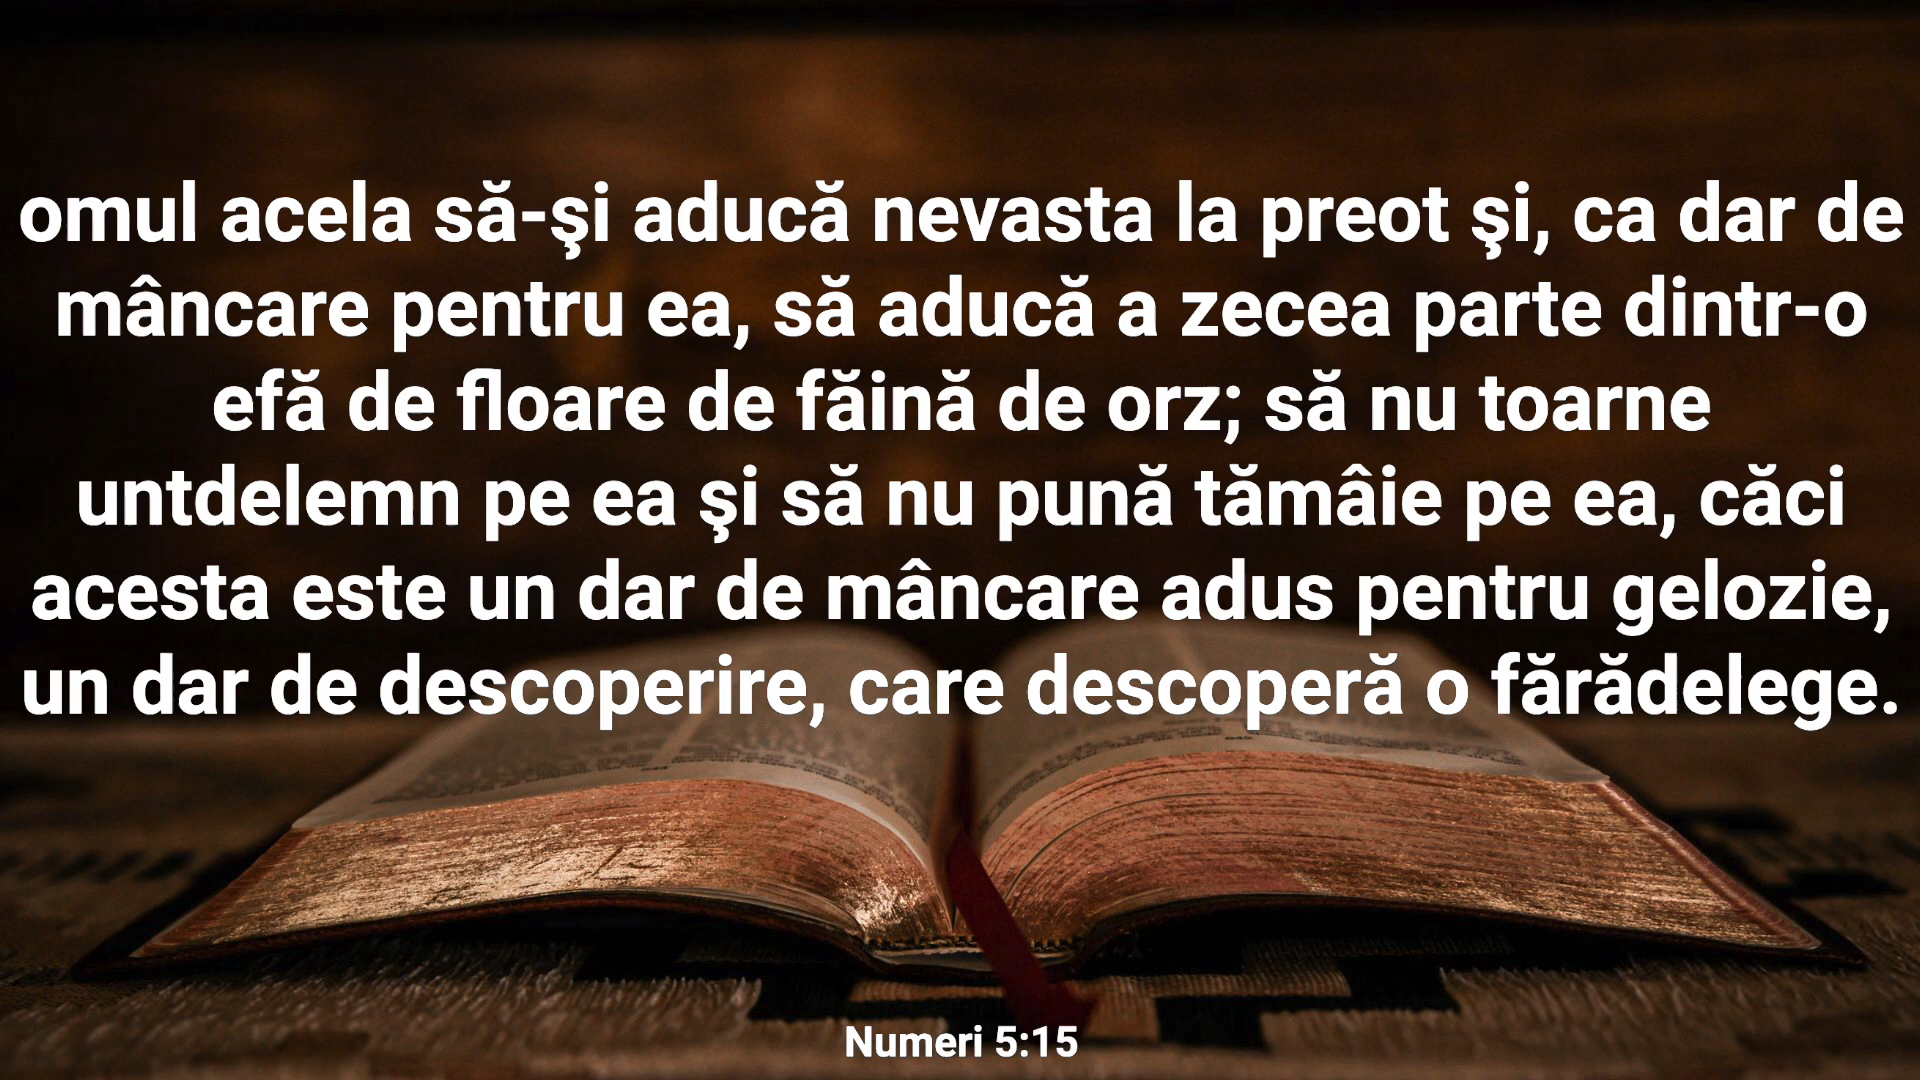 omul acela să-şi aducă nevasta la preot şi, ca dar de
mâncare pentru ea, să aducă a zecea parte dintr-o
efă de floare de făină de orz; să nu toarne
untdelemn pe ea şi să nu pună tămâie pe ea, căci
acesta este un dar de mâncare adus pentru gelozie,
un dar de descoperire, care descoperă o fărădelege.
Numeri 5:15